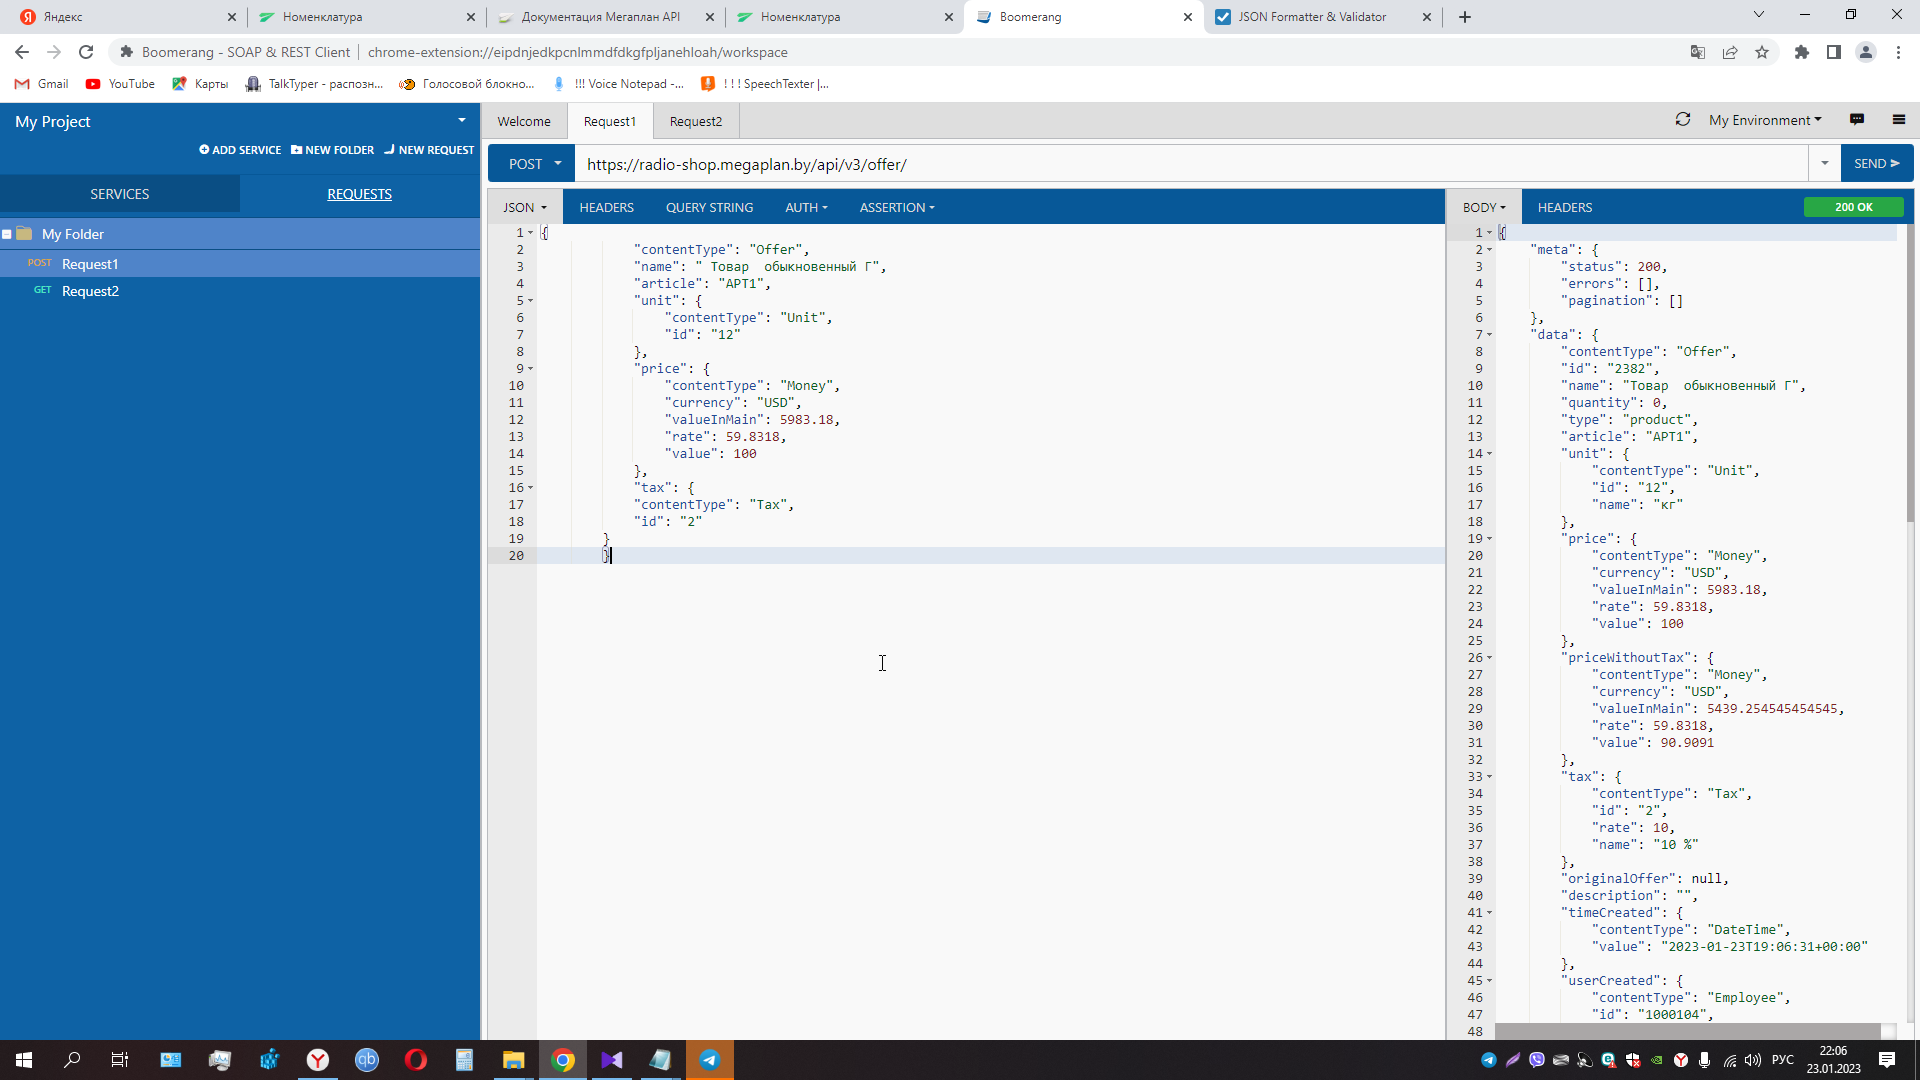 Яндекс
Номенклатура
Документация Мегаплан API
Номенклатура
Boomerang
JSON Formatter & Validator
Boomerang - SOAP & REST Client
chrome-extension://eipdnjedkpcnlmmdfdkgfpljanehloah/workspace
Gmail
YouTube
Карты
TalkTyper - распозн...
Голосовой блокно...
!!! Voice Notepad -...
! ! ! SpeechTexter |...
My Project
ADD SERVICE
NEW FOLDER
NEW REQUEST
SERVICES
REQUESTS
My Folder
POST Request1
GET Request2
Welcome
Request1
Request2
My Environment
POST
https://radio-shop.megaplan.by/api/v3/offer/
SEND
JSON
HEADERS
QUERY STRING
AUTH
ASSERTION
1 {
2 "contentType": "Offer",
3 "name": " Товар  обыкновенный Г",
4 "article": "АРТ1",
5 "unit": {
6 "contentType": "Unit",
7 "id": "12"
8 },
9 "price": {
10 "contentType": "Money",
11 "currency": "USD",
12 "valueInMain": 5983.18,
13 "rate": 59.8318,
14 "value": 100
15 },
16 "tax": {
17 "contentType": "Tax",
18 "id": "2"
19 }
20 }
BODY
HEADERS
200 OK
1 {
2 "meta": {
3 "status": 200,
4 "errors": [],
5 "pagination": []
6 },
7 "data": {
8 "contentType": "Offer",
9 "id": "2382",
10 "name": "Товар  обыкновенный Г",
11 "quantity": 0,
12 "type": "product",
13 "article": "АРТ1",
14 "unit": {
15 "contentType": "Unit",
16 "id": "12",
17 "name": "кг"
18 },
19 "price": {
20 "contentType": "Money",
21 "currency": "USD",
22 "valueInMain": 5983.18,
23 "rate": 59.8318,
24 "value": 100
25 },
26 "priceWithoutTax": {
27 "contentType": "Money",
28 "currency": "USD",
29 "valueInMain": 5439.254545454545,
30 "rate": 59.8318,
31 "value": 90.9091
32 },
33 "tax": {
34 "contentType": "Tax",
35 "id": "2",
36 "rate": 10,
37 "name": "10 %"
38 },
39 "originalOffer": null,
40 "description": "",
41 "timeCreated": {
42 "contentType": "DateTime",
43 "value": "2023-01-23T19:06:31+00:00"
44 },
45 "userCreated": {
46 "contentType": "Employee",
47 "id": "1000104",
48
qb
РУС
22:06
23.01.2023